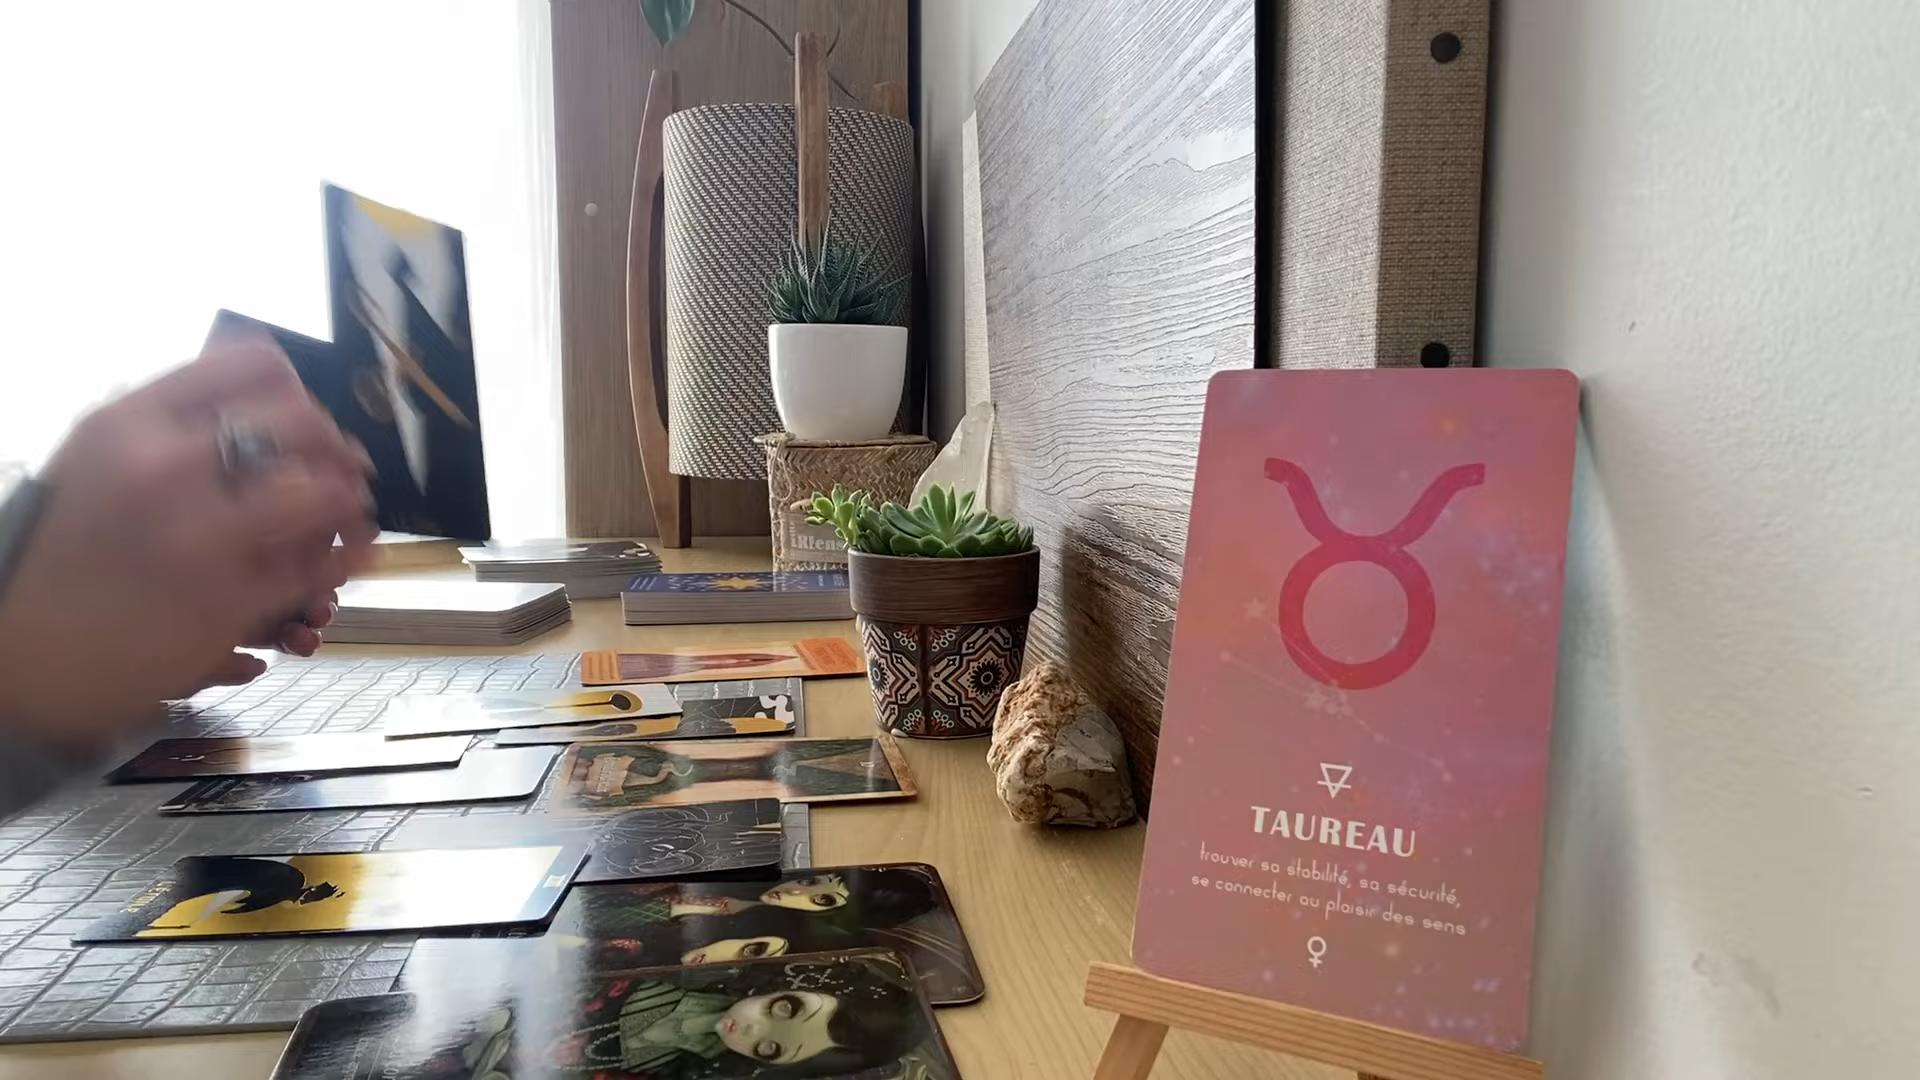 TAUREAU
trouver sa stabilité, sa sécurité,
se connecter au plaisir des sens